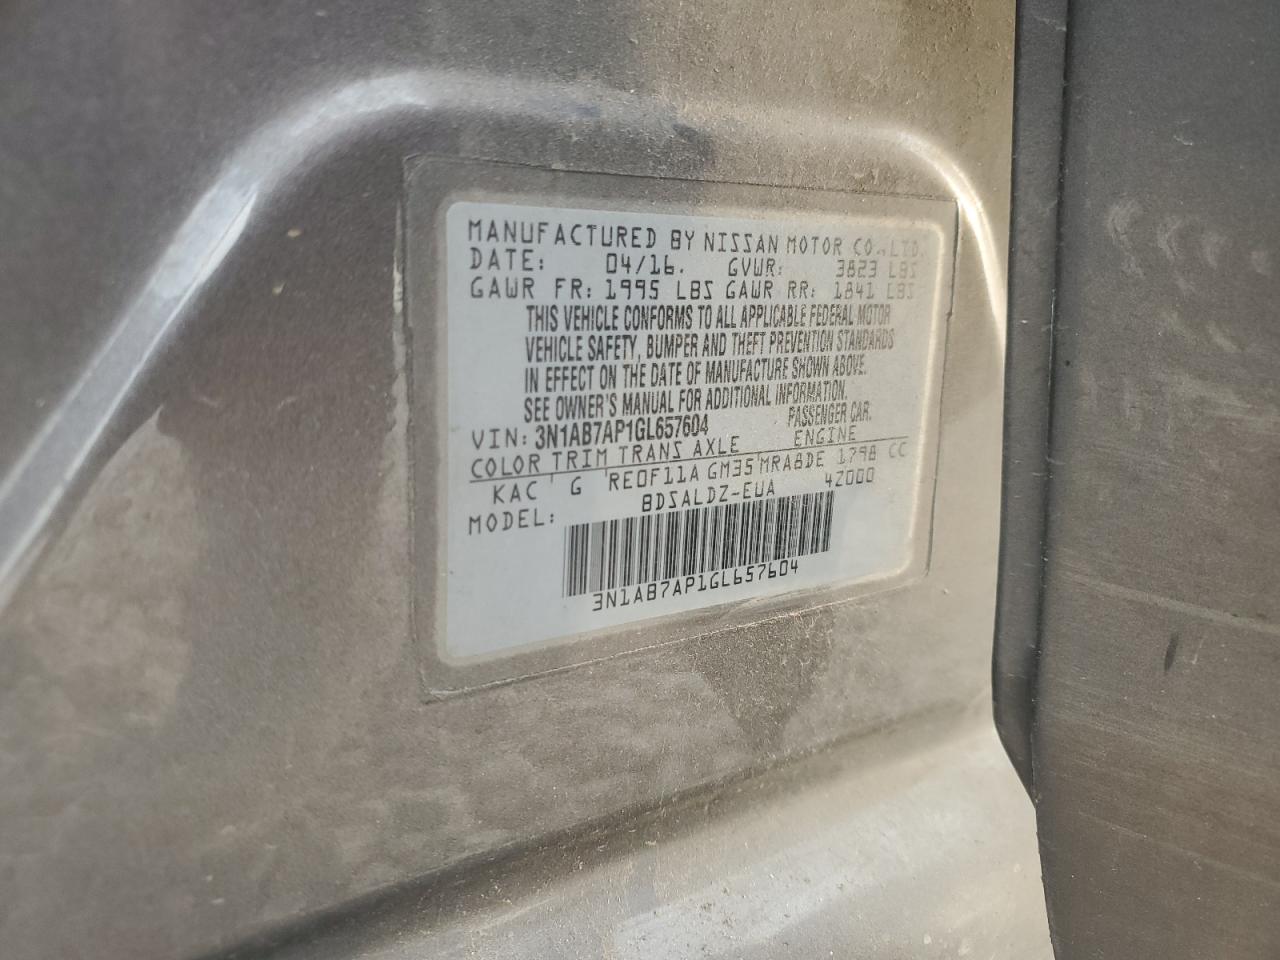 MANUFACTURED BY NISSAN MOTOR CO.,LTD.
DATE: 04/16. GVWR: 3823 LBS
GAWR FR: 1995 LBS GAWR RR: 1841 LBS
THIS VEHICLE CONFORMS TO ALL APPLICABLE FEDERAL MOTOR
VEHICLE SAFETY, BUMPER AND THEFT PREVENTION STANDARDS
IN EFFECT ON THE DATE OF MANUFACTURE SHOWN ABOVE.
SEE OWNER'S MANUAL FOR ADDITIONAL INFORMATION.
VIN: 3N1AB7AP1GL657604 PASSENGER CAR.
COLOR TRIM TRANS AXLE ENGINE
KAC G RE0F11A GM35 MRA8DE 1798 CC
MODEL: BDSALDZ-EUA 42000
3N1AB7AP1GL657604